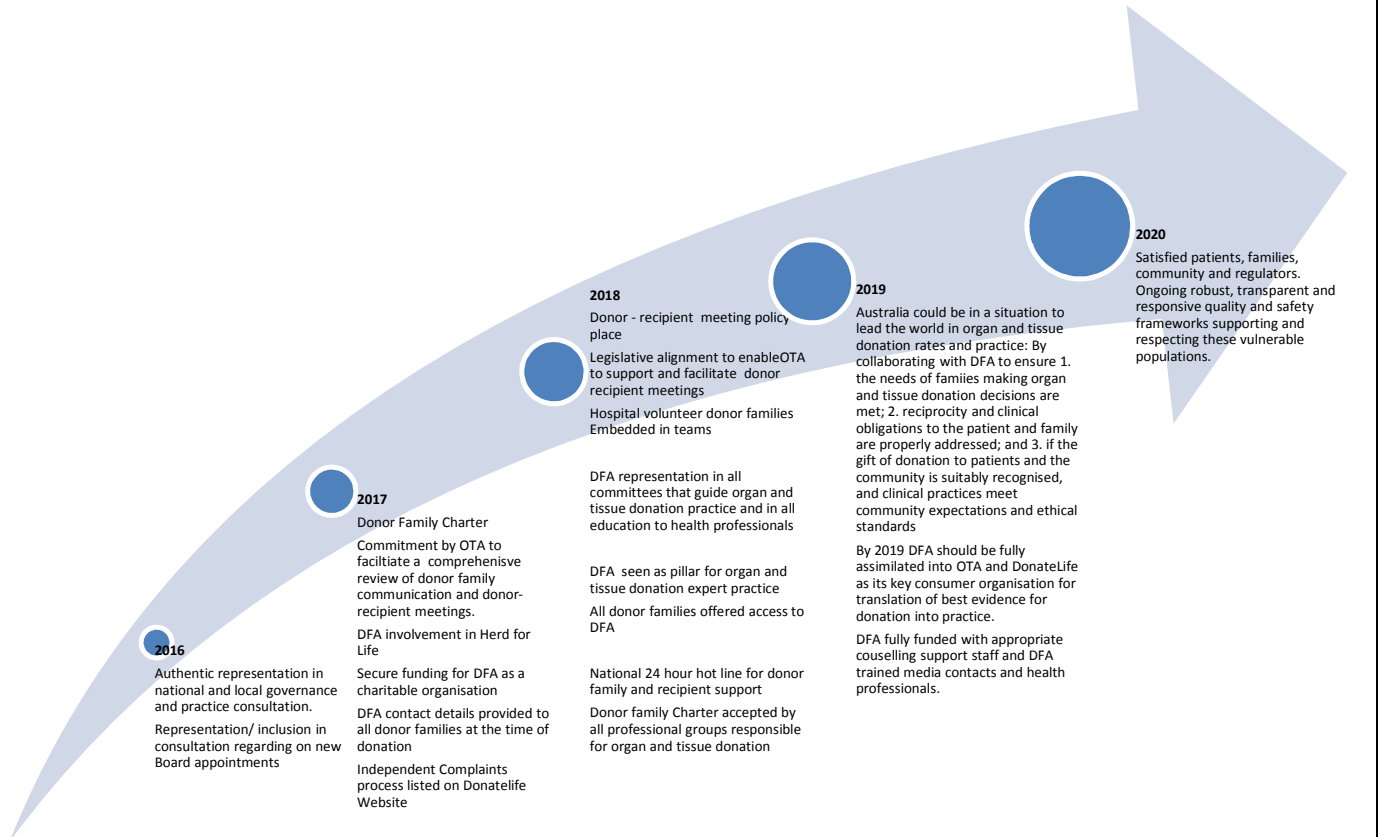 2016
Authentic representation in
national and local governance
and practice consultation.
Representation/ inclusion in
consultation regarding on new
Board appointments
2017
Donor Family Charter
Commitment by OTA to
faciltiate a comprehenisve
review of donor family
communication and donor-
recipient meetings.
DFA involvement in Herd for
Life
Secure funding for DFA as a
charitable organisation
DFA contact details provided to
all donor families at the time of
donation
Independent Complaints
process listed on Donatelife
Website
2018
Donor - recipient meeting policy
place
Legislative alignment to enableOTA
to support and facilitate donor
recipient meetings
Hospital volunteer donor families
Embedded in teams
DFA representation in all
committees that guide organ and
tissue donation practice and in all
education to health professionals
DFA seen as pillar for organ and
tissue donation expert practice
All donor families offered access to
DFA
National 24 hour hot line for donor
family and recipient support
Donor family Charter accepted by
all professional groups responsible
for organ and tissue donation
2019
Australia could be in a situation to
lead the world in organ and tissue
donation rates and practice: By
collaborating with DFA to ensure 1.
the needs of famiies making organ
and tissue donation decisions are
met; 2. reciprocity and clinical
obligations to the patient and family
are properly addressed; and 3. if the
gift of donation to patients and the
community is suitably recognised,
and clinical practices meet
community expectations and ethical
standards
By 2019 DFA should be fully
assimilated into OTA and DonateLife
as its key consumer organisation for
translation of best evidence for
donation into practice.
DFA fully funded with appropriate
couselling support staff and DFA
trained media contacts and health
professionals.
2020
Satisfied patients, families,
community and regulators.
Ongoing robust, transparent and
responsive quality and safety
frameworks supporting and
respecting these vulnerable
populations.